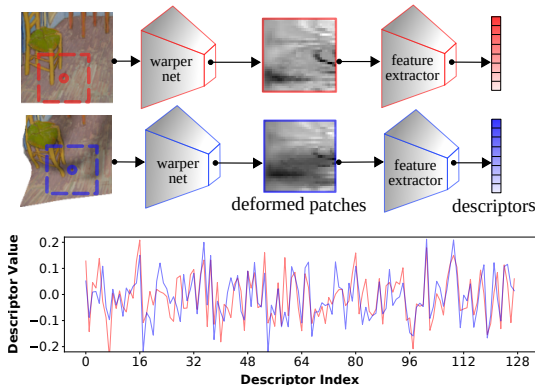 warper
net
feature
extractor
warper
net
feature
extractor
deformed patches
descriptors
Descriptor Value
0.2
0.1
0.0
−0.1
−0.2
0 16 32 48 64 80 96 112 128
Descriptor Index